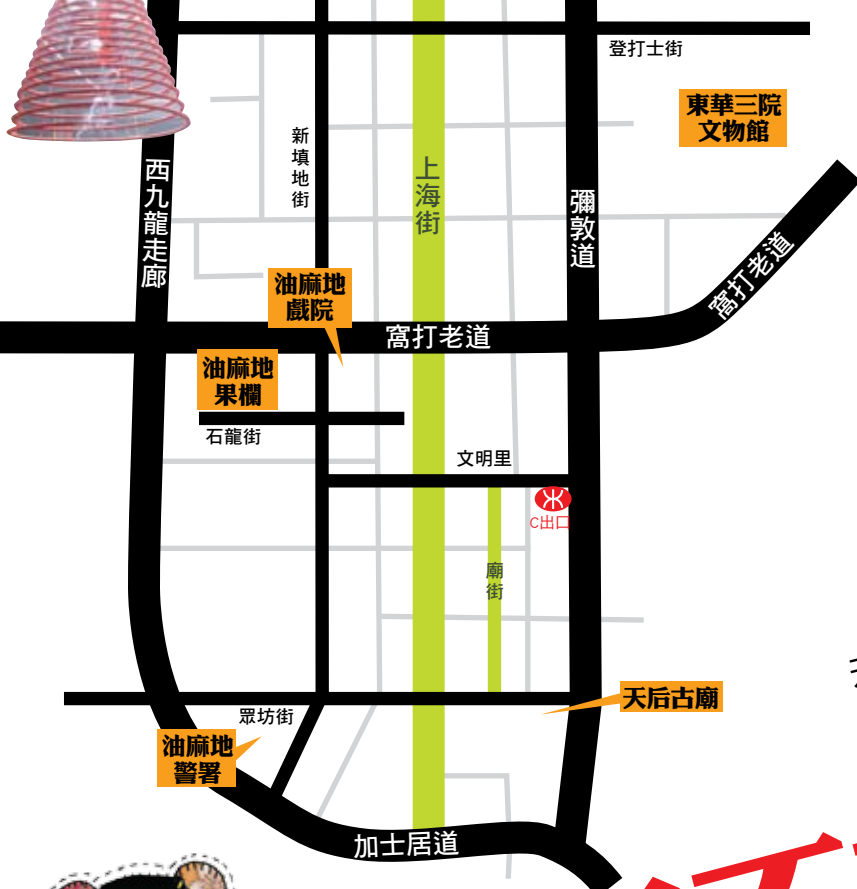 登打士街
東華三院
文物館
新填地街
西九龍走廊
上海街
彌敦道
窩打老道
油麻地
戲院
窩打老道
油麻地
果欄
石龍街
文明里
C出口
廟街
天后古廟
眾坊街
油麻地
警署
加士居道